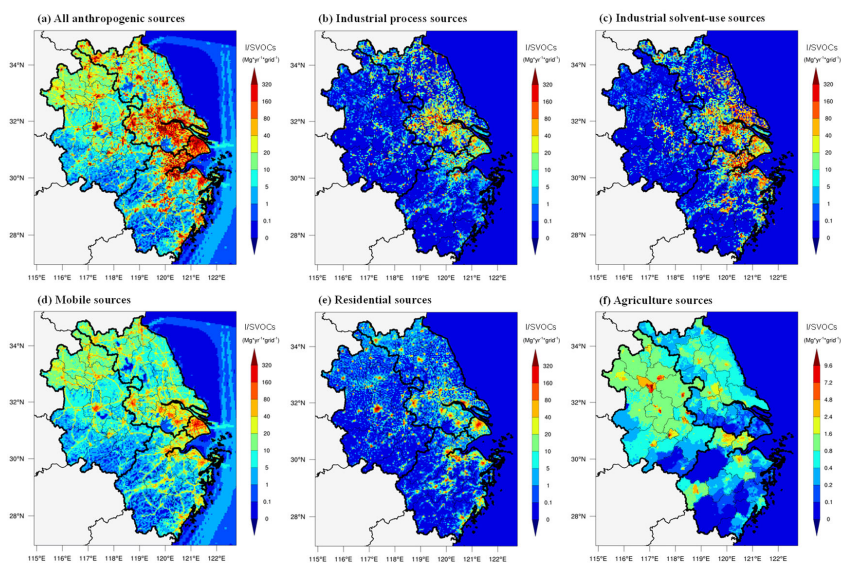 (a) All anthropogenic sources
I/SVOCs
(Mg*yr⁻¹*grid⁻¹)
34°N
32°N
30°N
28°N
320
160
80
40
20
10
5
1
0.1
0
115°E 116°E 117°E 118°E 119°E 120°E 121°E 122°E
(b) Industrial process sources
I/SVOCs
(Mg*yr⁻¹*grid⁻¹)
34°N
32°N
30°N
28°N
320
160
80
40
20
10
5
1
0.1
0
115°E 116°E 117°E 118°E 119°E 120°E 121°E 122°E
(c) Industrial solvent-use sources
I/SVOCs
(Mg*yr⁻¹*grid⁻¹)
34°N
32°N
30°N
28°N
320
160
80
40
20
10
5
1
0.1
0
115°E 116°E 117°E 118°E 119°E 120°E 121°E 122°E
(d) Mobile sources
I/SVOCs
(Mg*yr⁻¹*grid⁻¹)
34°N
32°N
30°N
28°N
320
160
80
40
20
10
5
1
0.1
0
115°E 116°E 117°E 118°E 119°E 120°E 121°E 122°E
(e) Residential sources
I/SVOCs
(Mg*yr⁻¹*grid⁻¹)
34°N
32°N
30°N
28°N
320
160
80
40
20
10
5
1
0.1
0
115°E 116°E 117°E 118°E 119°E 120°E 121°E 122°E
(f) Agriculture sources
I/SVOCs
(Mg*yr⁻¹*grid⁻¹)
34°N
32°N
30°N
28°N
9.6
7.2
4.8
2.4
1.6
0.8
0.4
0.2
0.1
0
115°E 116°E 117°E 118°E 119°E 120°E 121°E 122°E